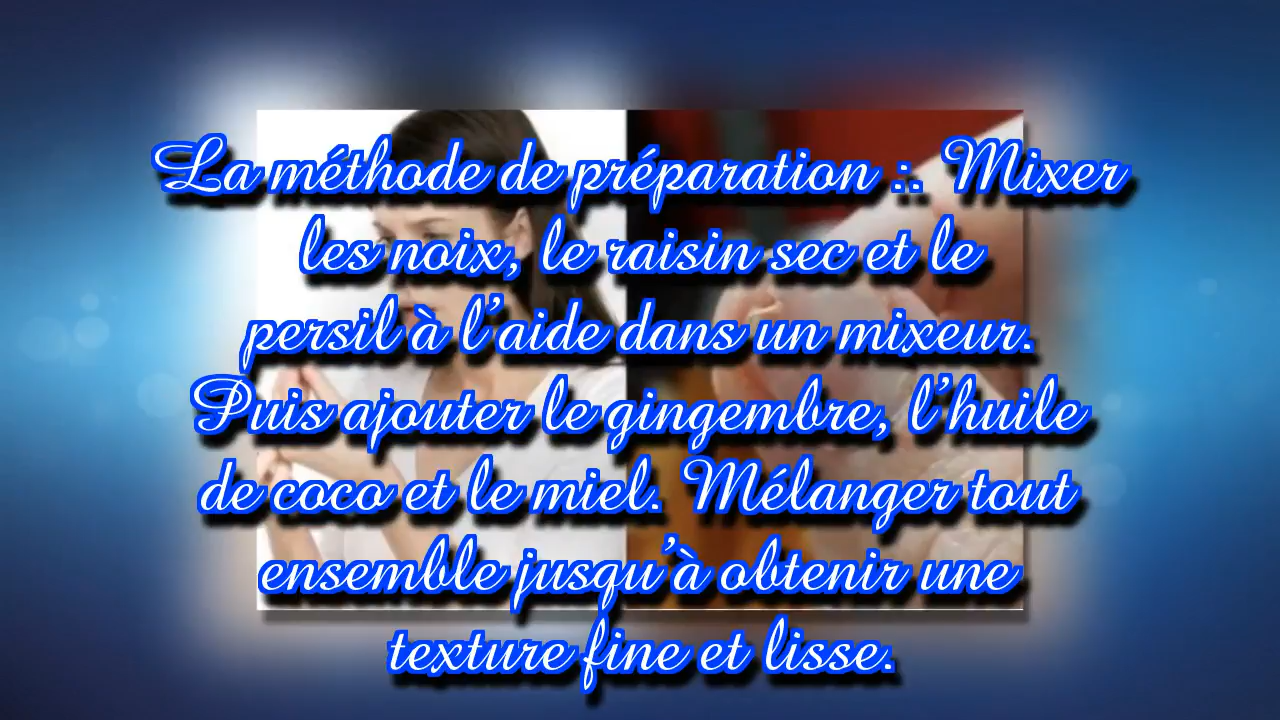 La méthode de préparation :. Mixer
les noix, le raisin sec et le
persil à l'aide dans un mixeur.
Puis ajouter le gingembre, l'huile
de coco et le miel. Mélanger tout
ensemble jusqu'à obtenir une
texture fine et lisse.